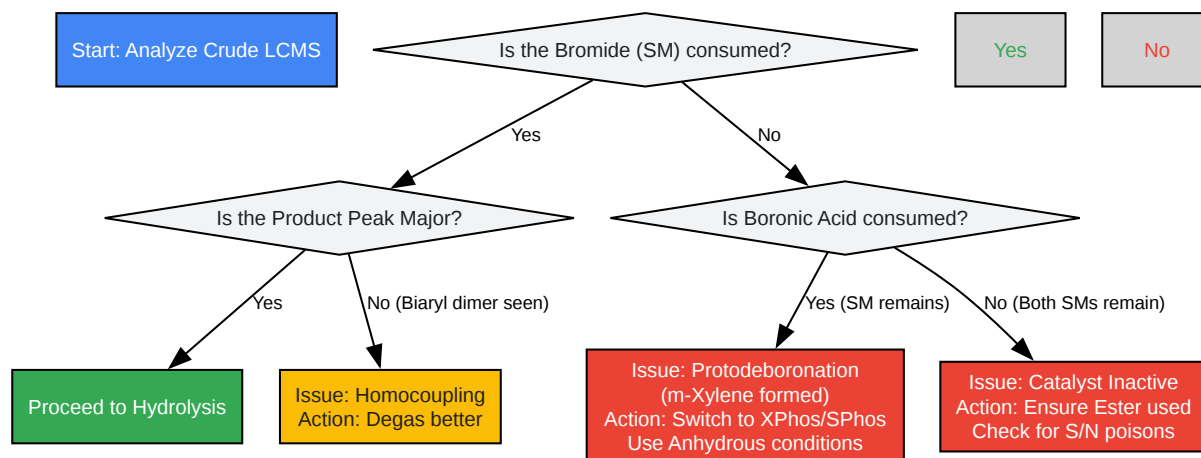 Start: Analyze Crude LCMS
Is the Bromide (SM) consumed?
Yes
No
Yes
No
Is the Product Peak Major?
Is Boronic Acid consumed?
Yes
No (Biaryl dimer seen)
Yes (SM remains)
No (Both SMs remain)
Proceed to Hydrolysis
Issue: Homocoupling
Action: Degas better
Issue: Protodeboronation
(m-Xylene formed)
Action: Switch to XPhos/SPhos
Use Anhydrous conditions
Issue: Catalyst Inactive
Action: Ensure Ester used
Check for S/N poisons